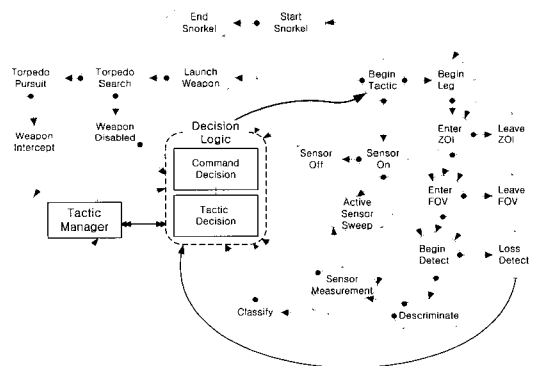 End
Snorkel
Start
Snorkel
Torpedo
Pursuit
Torpedo
Search
Launch
Weapon
Begin
Tactic
Begin
Leg
Weapon
Intercept
Weapon
Disabled
Decision
Logic
Command
Decision
Tactic
Decision
Tactic
Manager
Sensor
Off
Sensor
On
Enter
ZOI
Leave
ZOI
Active
Sensor
Sweep
Enter
FOV
Leave
FOV
Begin
Detect
Loss
Detect
Sensor
Measurement
Classify
Descriminate